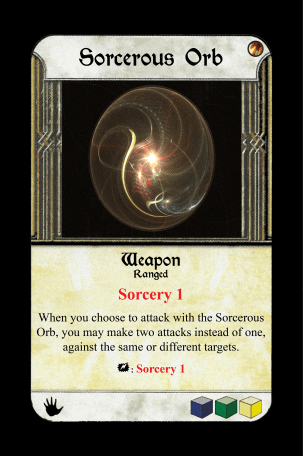 Sorcerous Orb
Weapon
Ranged
Sorcery 1
When you choose to attack with the Sorcerous
Orb, you may make two attacks instead of one,
against the same or different targets.
: Sorcery 1